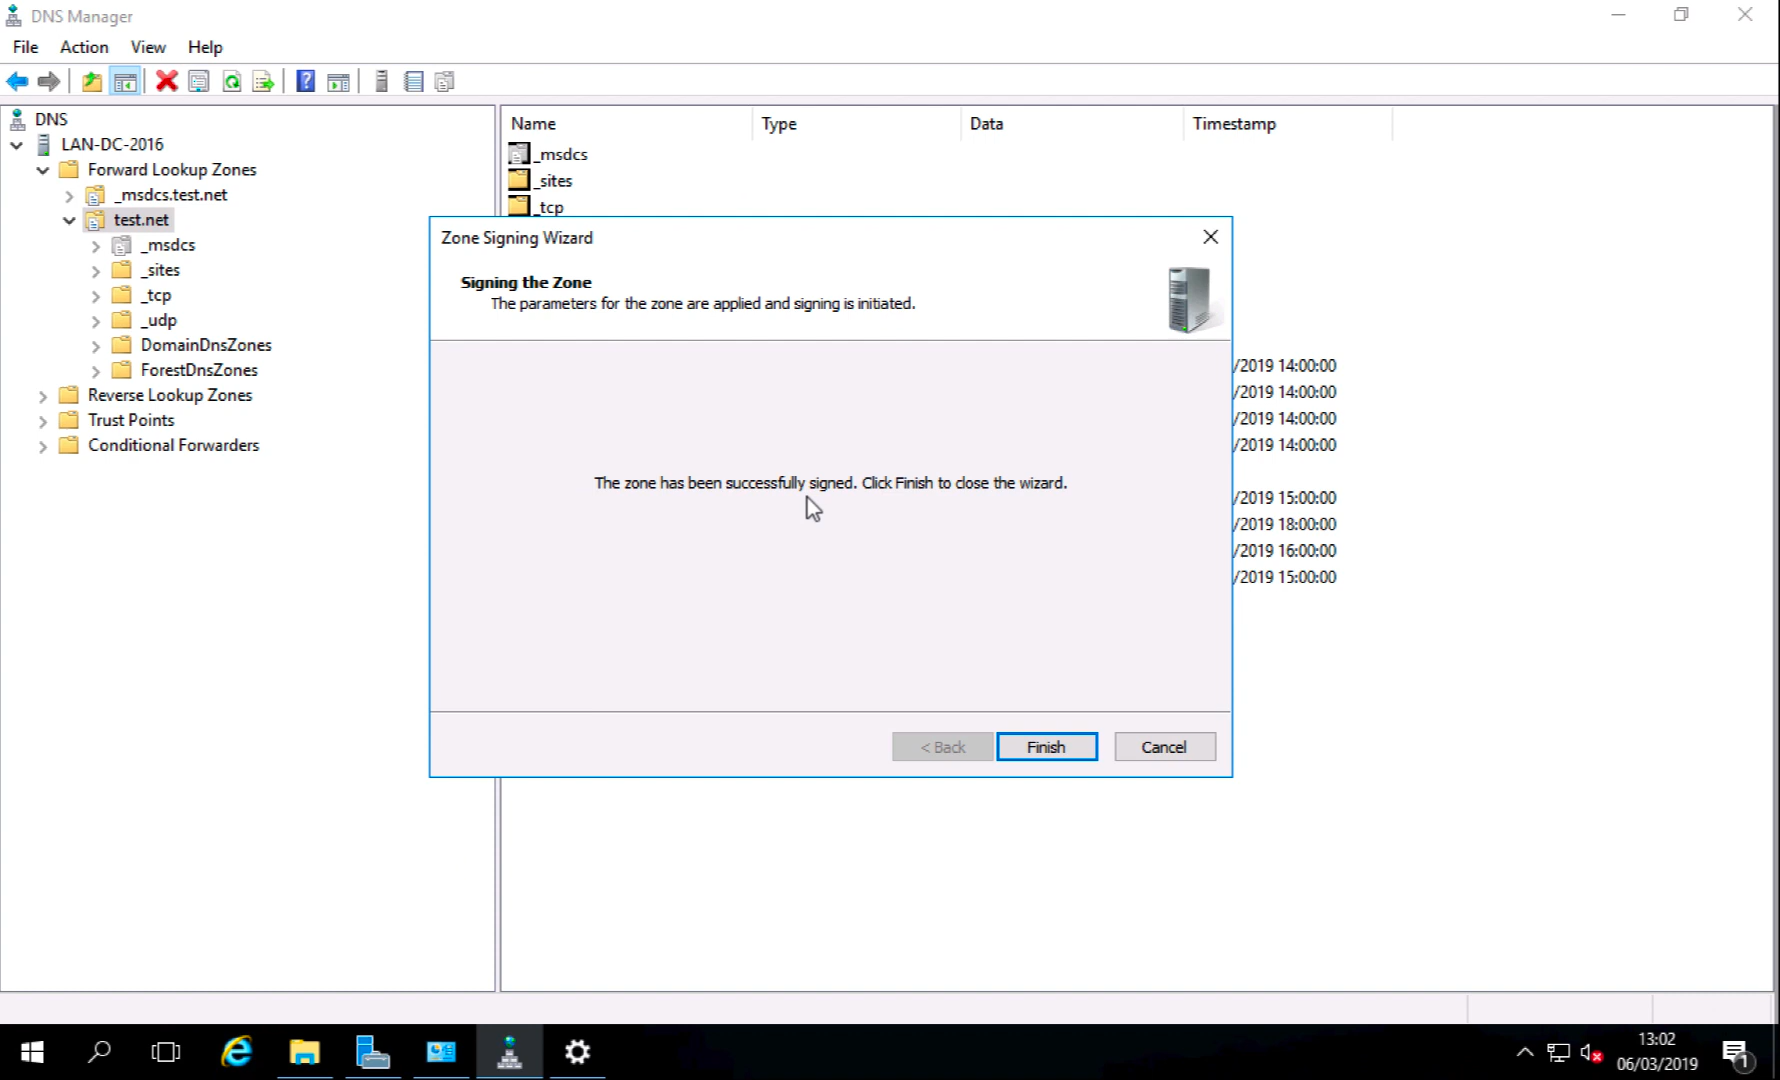 DNS Manager
File Action View Help
DNS
LAN-DC-2016
Forward Lookup Zones
_msdcs.test.net
test.net
_msdcs
_sites
_tcp
_udp
DomainDnsZones
ForestDnsZones
Reverse Lookup Zones
Trust Points
Conditional Forwarders
Name Type Data Timestamp
_msdcs
_sites
_tcp
/2019 14:00:00
/2019 14:00:00
/2019 14:00:00
/2019 14:00:00
/2019 15:00:00
/2019 18:00:00
/2019 16:00:00
/2019 15:00:00
Zone Signing Wizard
Signing the Zone
The parameters for the zone are applied and signing is initiated.
The zone has been successfully signed. Click Finish to close the wizard.
< Back Finish Cancel
13:02
06/03/2019
1